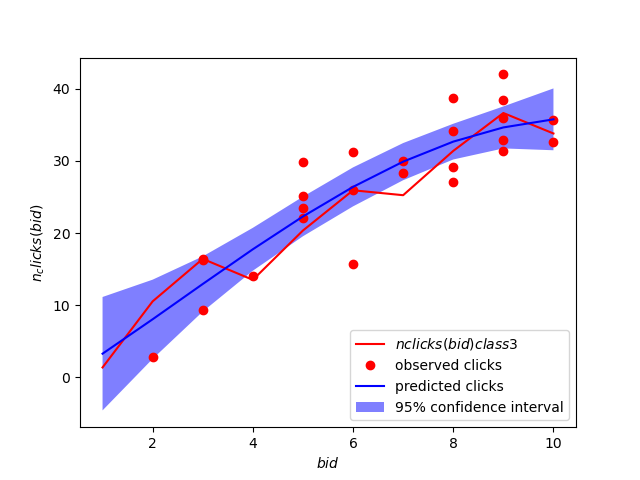 40
30
20
10
0
n_clicks(bid)
2
4
6
8
10
bid
nclicks(bid)class3
observed clicks
predicted clicks
95% confidence interval